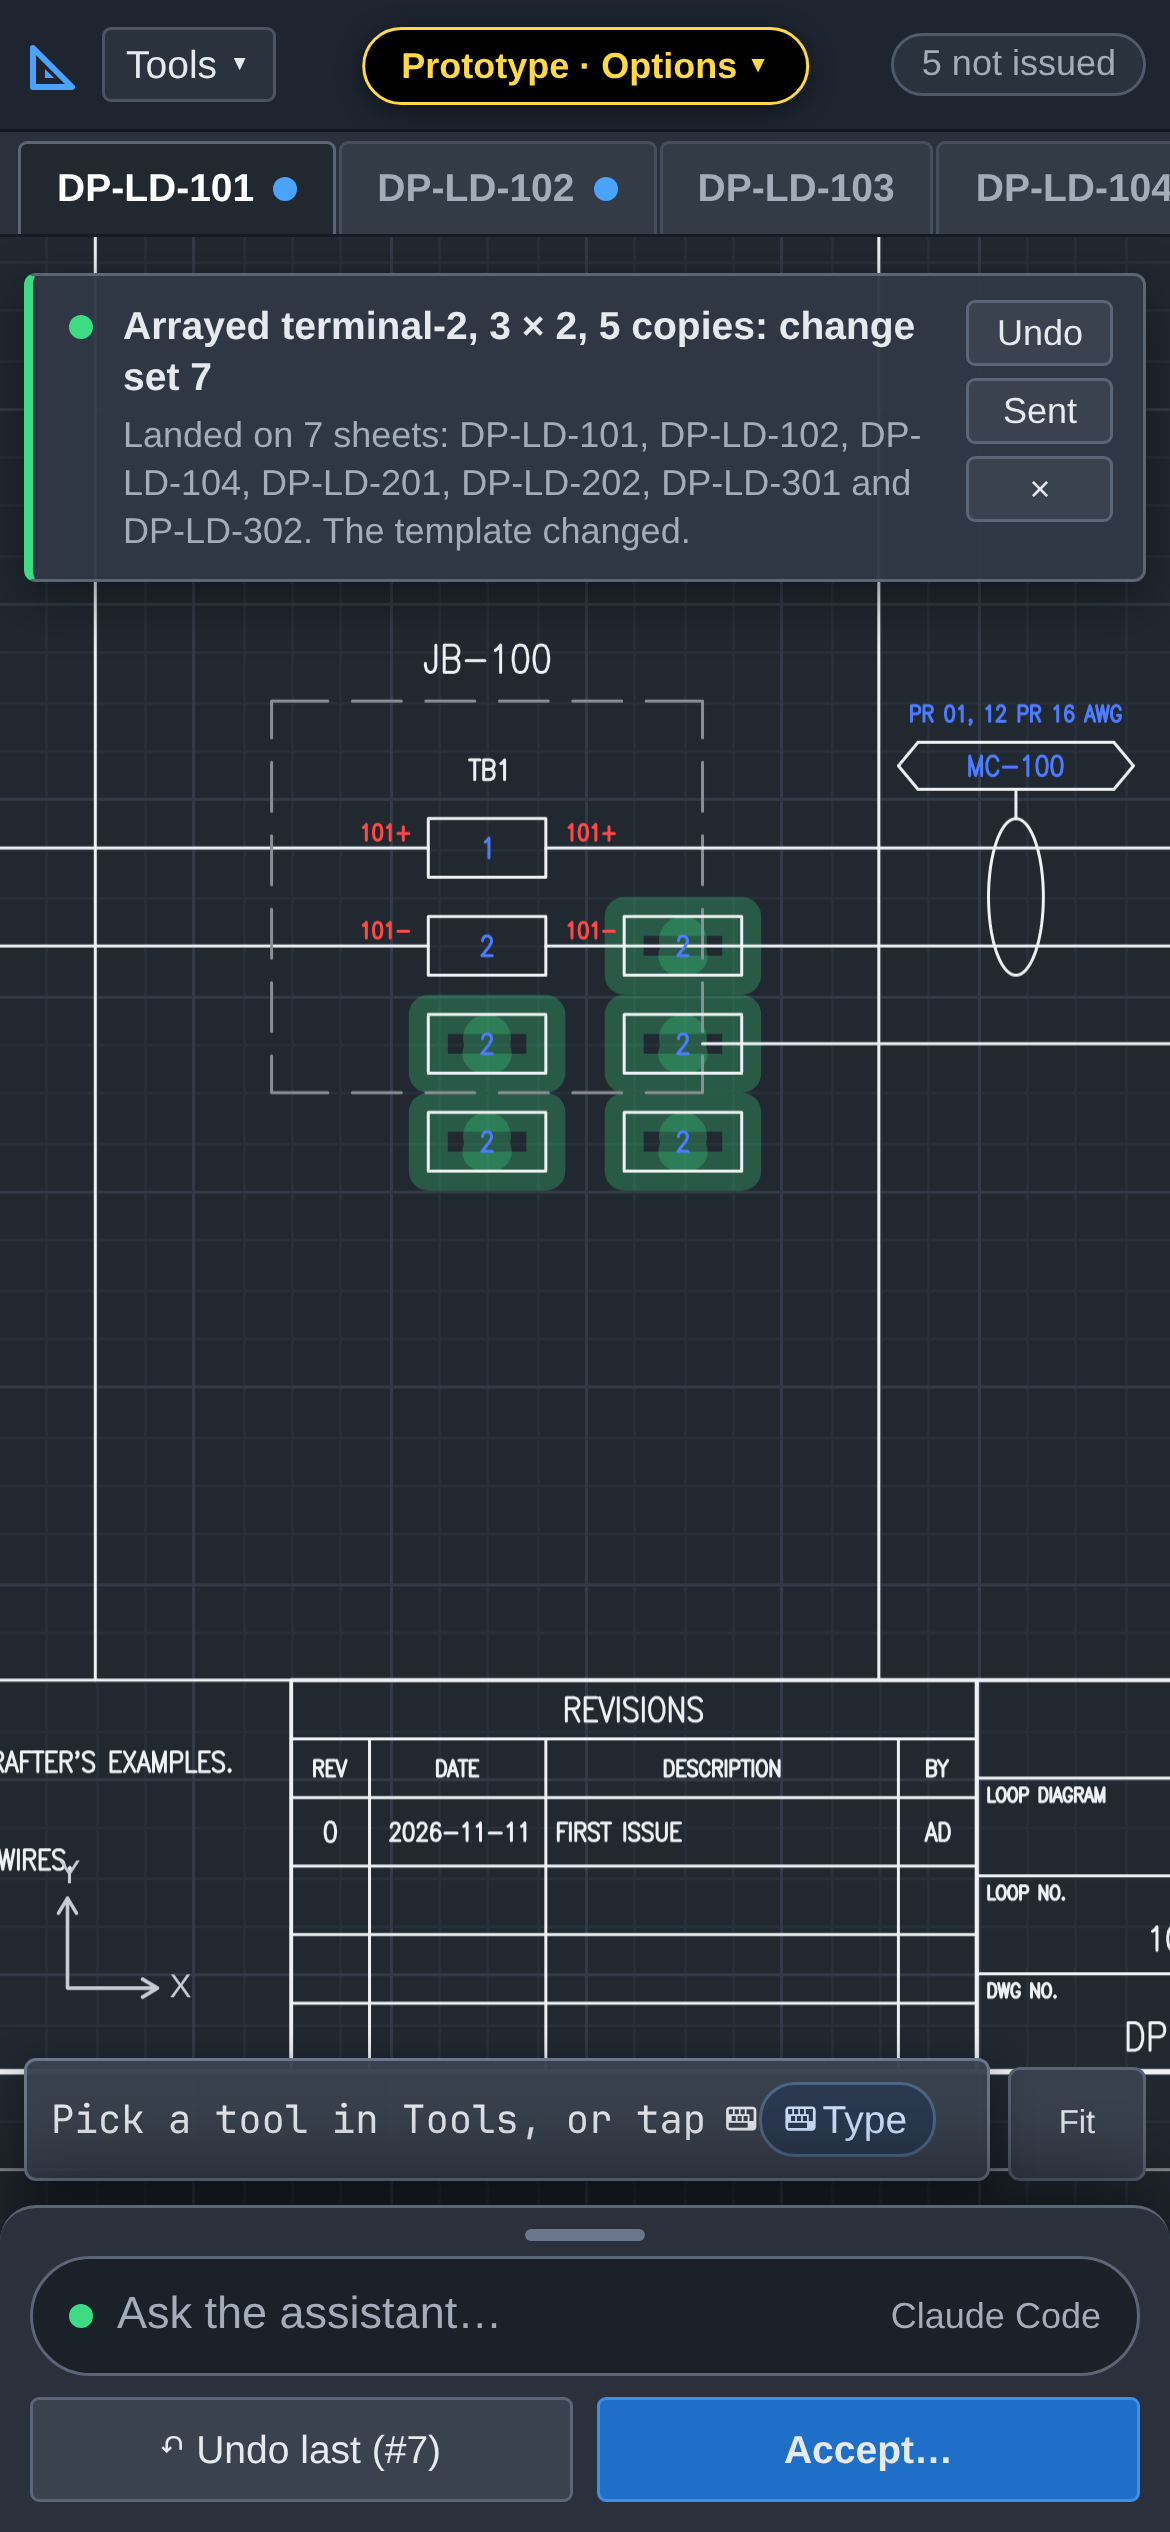 Tools ▼
Prototype · Options ▼
5 not issued
DP-LD-101
DP-LD-102
DP-LD-103
DP-LD-104
Arrayed terminal-2, 3 × 2, 5 copies: change
set 7
Landed on 7 sheets: DP-LD-101, DP-LD-102, DP-
LD-104, DP-LD-201, DP-LD-202, DP-LD-301 and
DP-LD-302. The template changed.
Undo
Sent
×
JB-100
PR 01, 12 PR 16 AWG
MC-100
TB1
101+ 1 101+
101- 2 101- 2
2 2
2 2
REVISIONS
REV DATE DESCRIPTION BY
0 2026-11-11 FIRST ISSUE AD
RAFTER'S EXAMPLES.
WIRES
Y
X
LOOP DIAGRAM
LOOP NO.
10
DWG NO.
DP
Pick a tool in Tools, or tap ⌨
⌨ Type
Fit
Ask the assistant…
Claude Code
↶ Undo last (#7)
Accept…